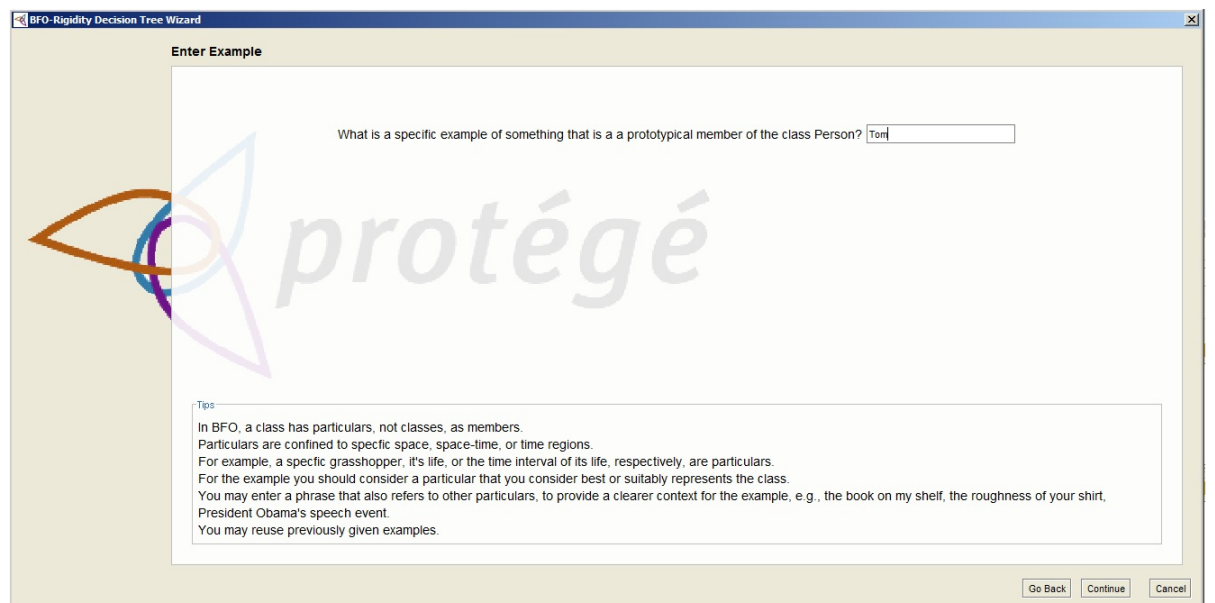 BFO-Rigidity Decision Tree Wizard
Enter Example
What is a specific example of something that is a a prototypical member of the class Person? Tom
protégé
Tips
In BFO, a class has particulars, not classes, as members.
Particulars are confined to specfic space, space-time, or time regions.
For example, a specfic grasshopper, it's life, or the time interval of its life, respectively, are particulars.
For the example you should consider a particular that you consider best or suitably represents the class.
You may enter a phrase that also refers to other particulars, to provide a clearer context for the example, e.g., the book on my shelf, the roughness of your shirt,
President Obama's speech event.
You may reuse previously given examples.
Go Back Continue Cancel